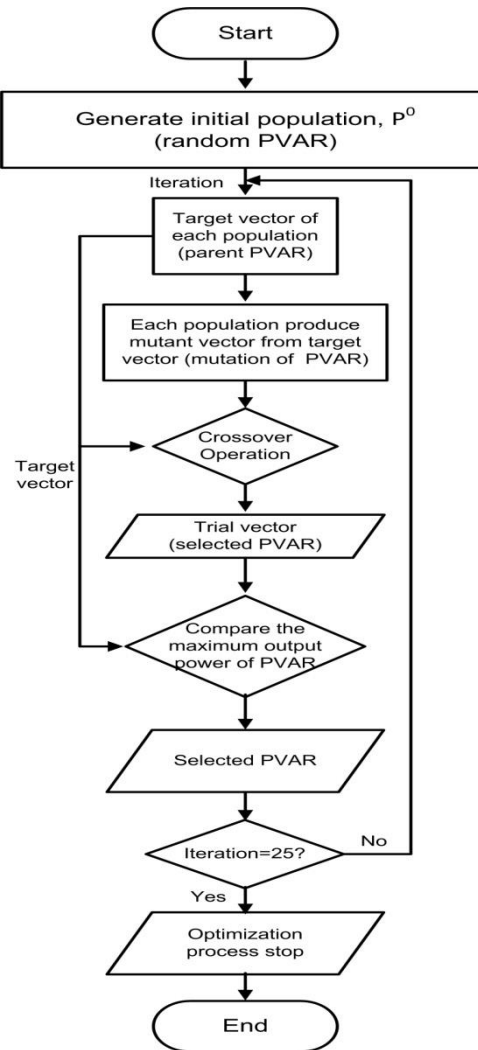 Start
Generate initial population, P⁰
(random PVAR)
Iteration
Target vector of
each population
(parent PVAR)
Each population produce
mutant vector from target
vector (mutation of PVAR)
Crossover
Operation
Target
vector
Trial vector
(selected PVAR)
Compare the
maximum output
power of PVAR
Selected PVAR
Iteration=25?
No
Yes
Optimization
process stop
End